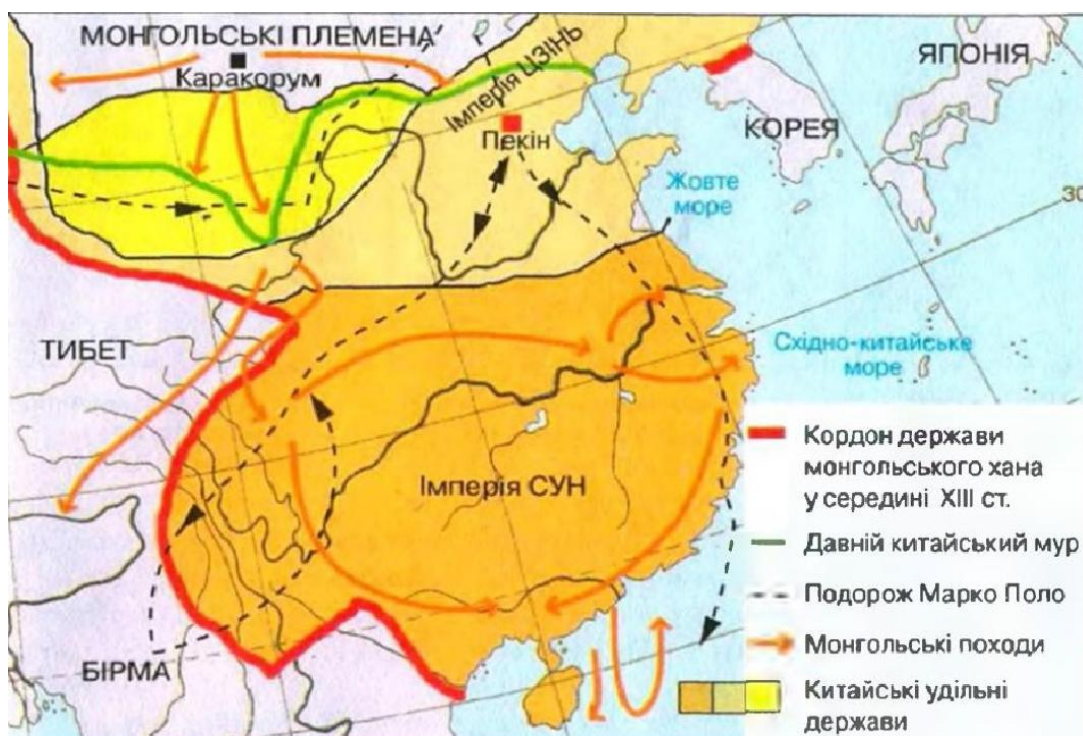 МОНГОЛЬСЬКІ ПЛЕМЕНА
Каракорум
Імперія ЦЗІНЬ
Пекін
ЯПОНІЯ
КОРЕЯ
Жовте
море
30
ТИБЕТ
Східно-китайське
море
Імперія СУН
БІРМА
Кордон держави
монгольського хана
у середині XIII ст.
Давній китайський мур
Подорож Марко Поло
Монгольські походи
Китайські удільні
держави